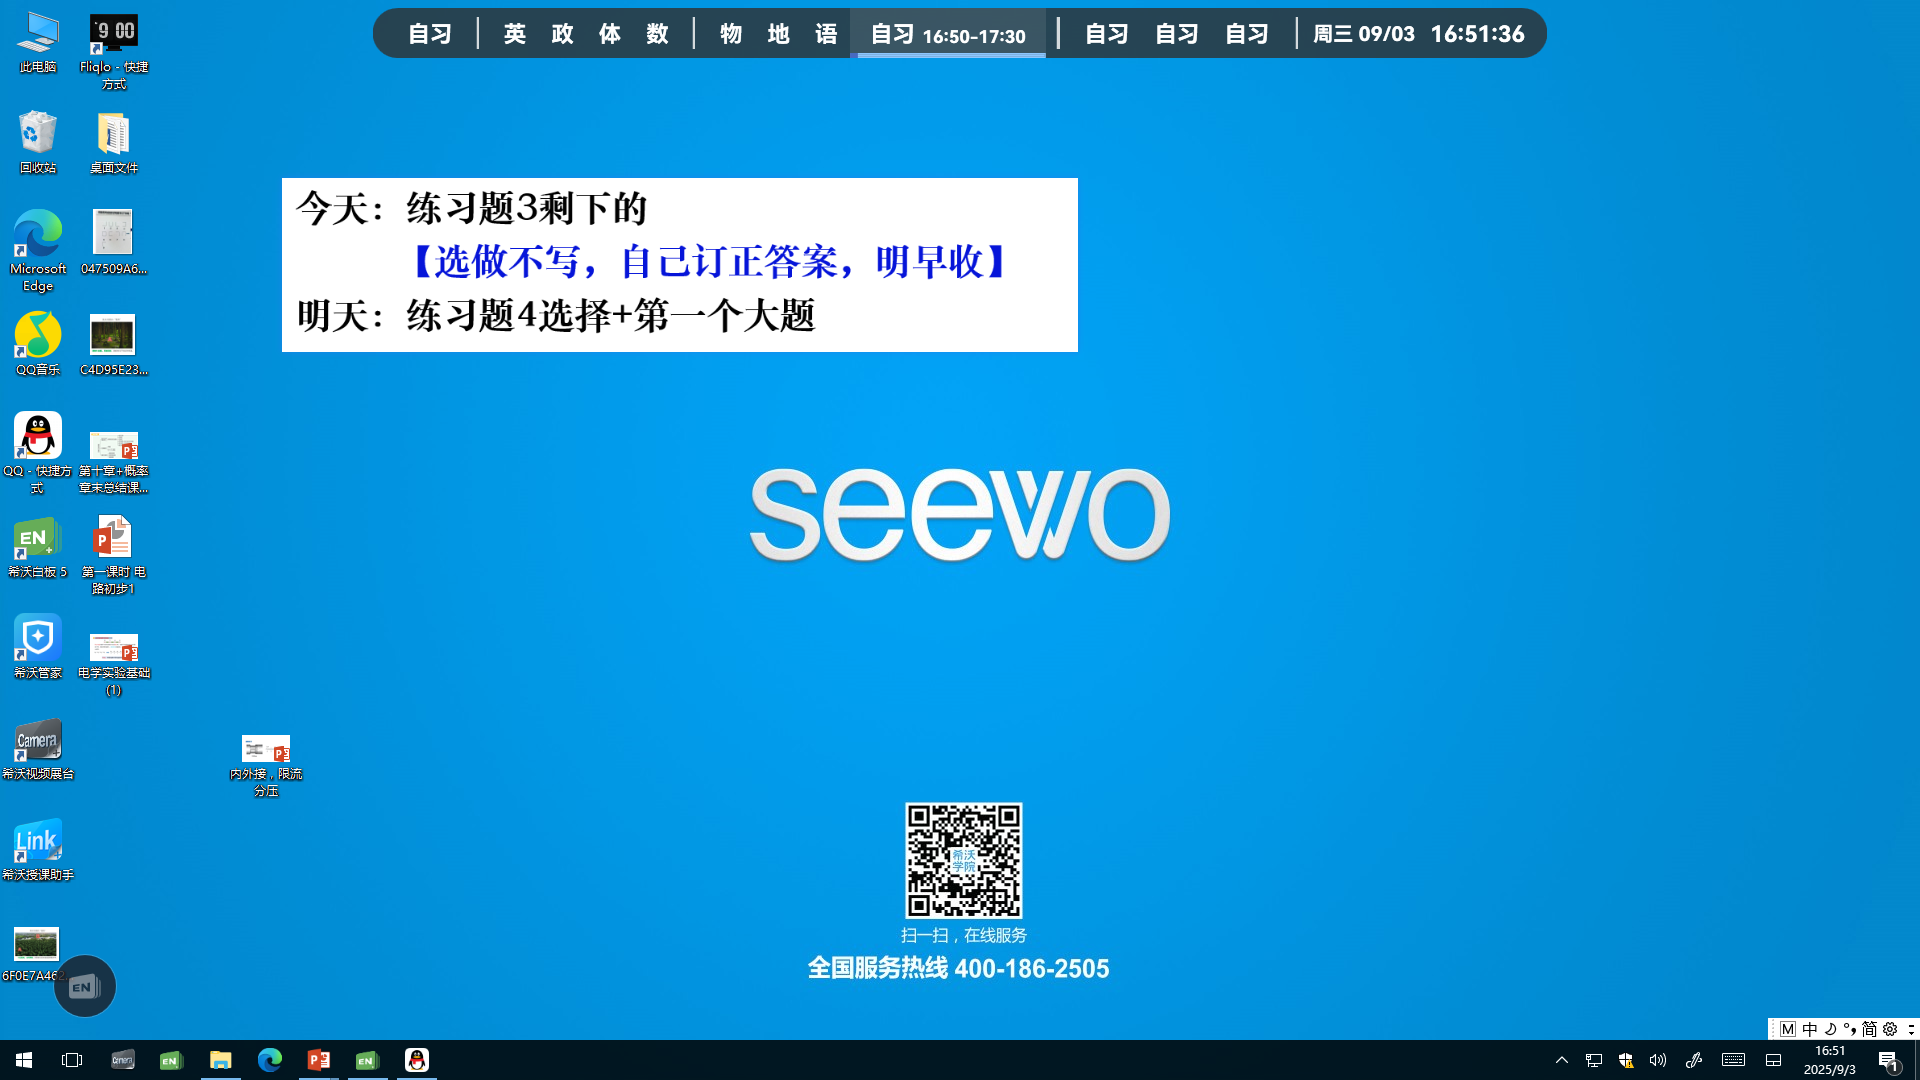 自习 英 政 体 数 物 地 语 自习 16:50-17:30 自习 自习 自习 周三 09/03 16:51:36
此电脑
Fliqlo - 快捷方式
回收站
桌面文件
Microsoft Edge
047509A6...
QQ音乐
C4D95E23...
QQ - 快捷方式
第十章+概率章末总结课...
EN
希沃白板 5
第一课时 电路初步1
希沃管家
电学实验基础(1)
Camera
希沃视频展台
内外接，限流分压
Link
希沃授课助手
6F0E7A462
EN
今天：练习题3剩下的
【选做不写，自己订正答案，明早收】
明天：练习题4选择+第一个大题
seewo
希沃学院
扫一扫，在线服务
全国服务热线 400-186-2505
M 中 简
16:51
2025/9/3
1